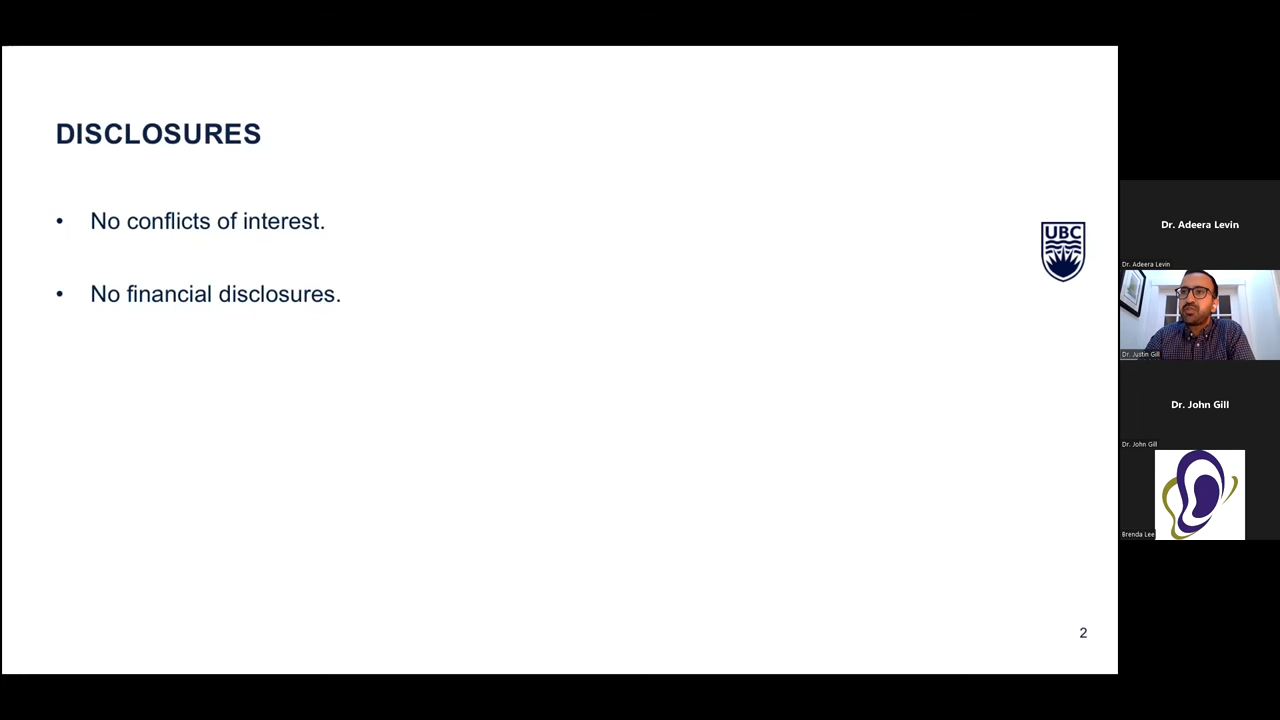 DISCLOSURES
• No conflicts of interest.
• No financial disclosures.
UBC
2
Dr. Adeera Levin
Dr. Adeera Levin
Dr. Justin Gill
Dr. John Gill
Dr. John Gill
Brenda Lee